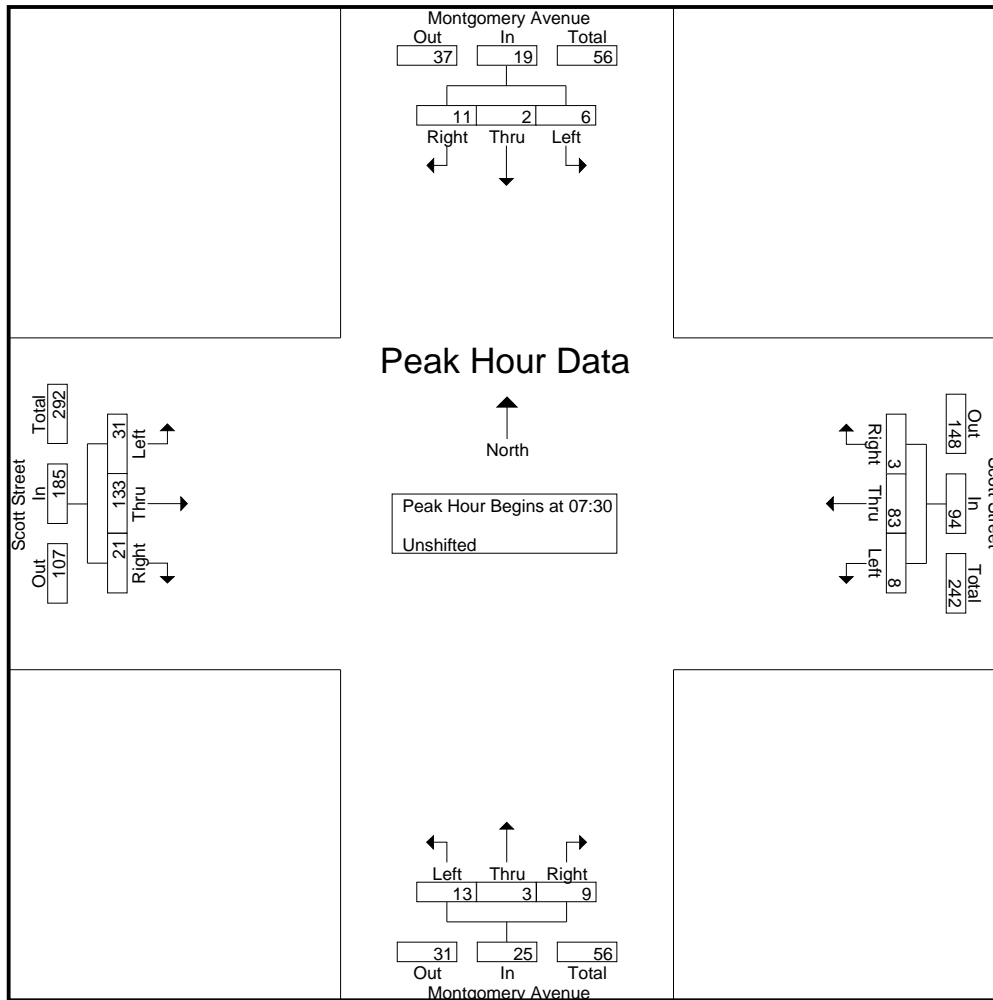 Montgomery Avenue
Out In Total
37 19 56
11 2 6
Right Thru Left
Peak Hour Data
North
Peak Hour Begins at 07:30
Unshifted
Scott Street
Total In Out
292 185 107
31 133 21
Left Thru Right
Scott Street
Out In Total
148 94 242
3 83 8
Right Thru Left
Left Thru Right
13 3 9
31 25 56
Out In Total
Montgomery Avenue